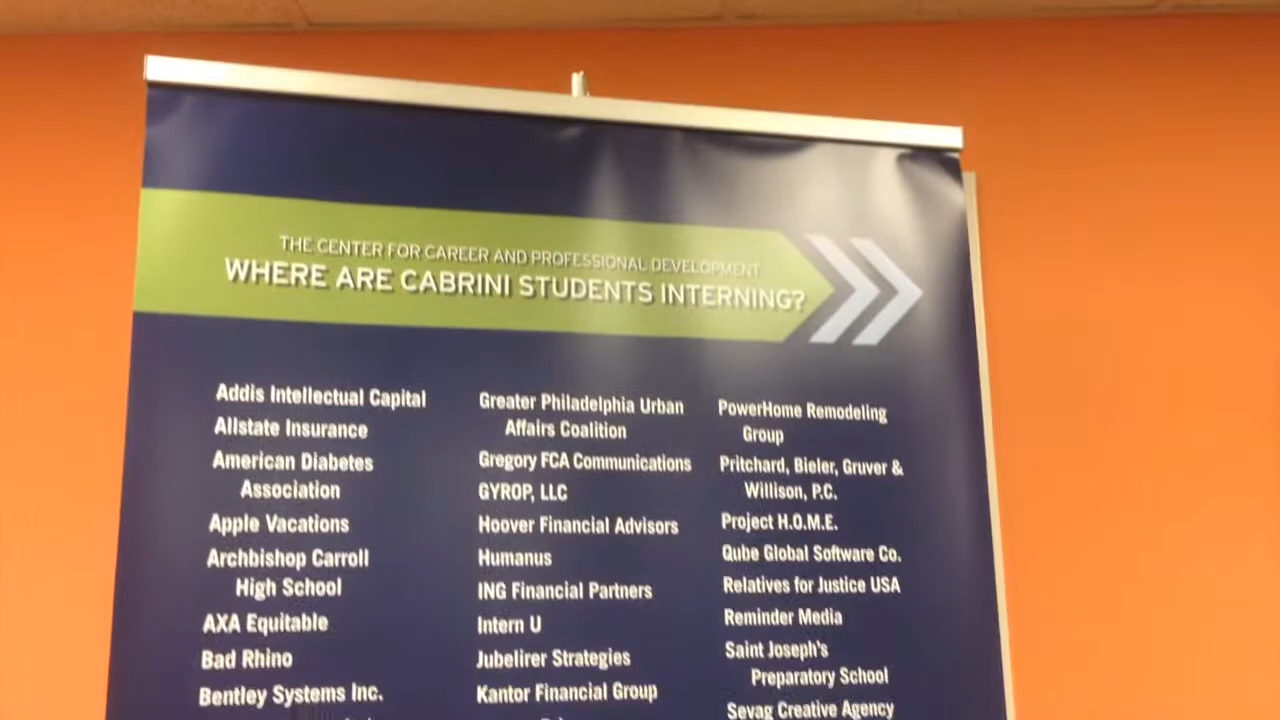 THE CENTER FOR CAREER AND PROFESSIONAL DEVELOPMENT
WHERE ARE CABRINI STUDENTS INTERNING?
Addis Intellectual Capital
Allstate Insurance
American Diabetes
Association
Apple Vacations
Archbishop Carroll
High School
AXA Equitable
Bad Rhino
Bentley Systems Inc.
Greater Philadelphia Urban
Affairs Coalition
Gregory FCA Communications
GYROP, LLC
Hoover Financial Advisors
Humanus
ING Financial Partners
Intern U
Jubelirer Strategies
Kantor Financial Group
PowerHome Remodeling
Group
Pritchard, Bieler, Gruver &
Willison, P.C.
Project H.O.M.E.
Qube Global Software Co.
Relatives for Justice USA
Reminder Media
Saint Joseph's
Preparatory School
Sevag Creative Agency